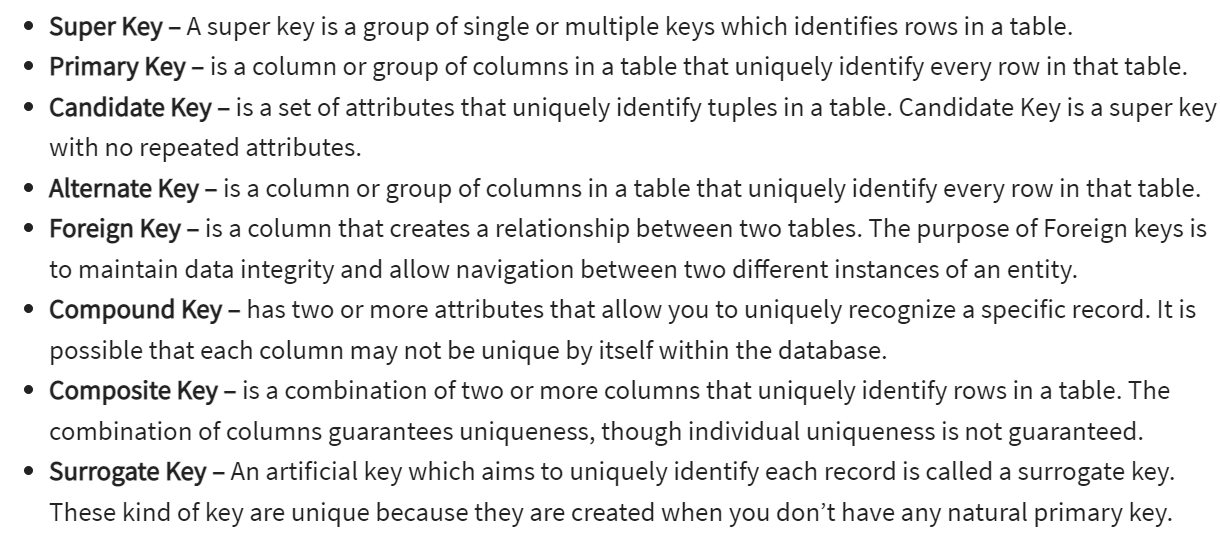 • Super Key – A super key is a group of single or multiple keys which identifies rows in a table.
• Primary Key – is a column or group of columns in a table that uniquely identify every row in that table.
• Candidate Key – is a set of attributes that uniquely identify tuples in a table. Candidate Key is a super key
with no repeated attributes.
• Alternate Key – is a column or group of columns in a table that uniquely identify every row in that table.
• Foreign Key – is a column that creates a relationship between two tables. The purpose of Foreign keys is
to maintain data integrity and allow navigation between two different instances of an entity.
• Compound Key – has two or more attributes that allow you to uniquely recognize a specific record. It is
possible that each column may not be unique by itself within the database.
• Composite Key – is a combination of two or more columns that uniquely identify rows in a table. The
combination of columns guarantees uniqueness, though individual uniqueness is not guaranteed.
• Surrogate Key – An artificial key which aims to uniquely identify each record is called a surrogate key.
These kind of key are unique because they are created when you don’t have any natural primary key.